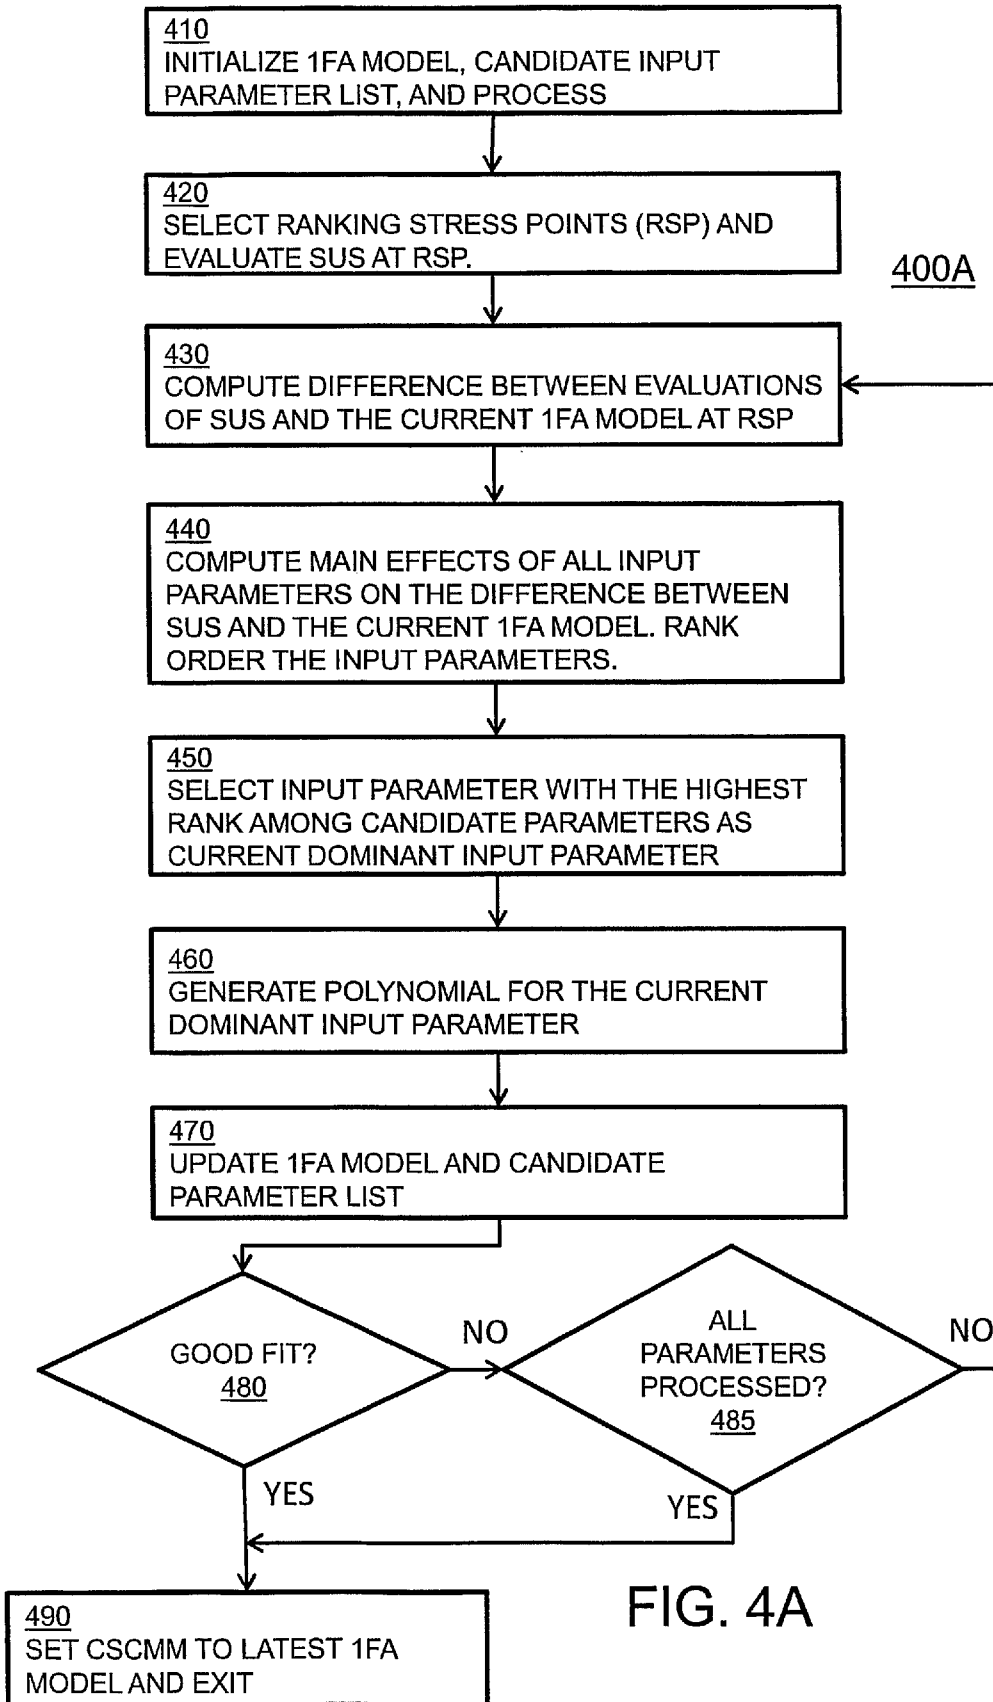 410
INITIALIZE 1FA MODEL, CANDIDATE INPUT
PARAMETER LIST, AND PROCESS
420
SELECT RANKING STRESS POINTS (RSP) AND
EVALUATE SUS AT RSP.
400A
430
COMPUTE DIFFERENCE BETWEEN EVALUATIONS
OF SUS AND THE CURRENT 1FA MODEL AT RSP
440
COMPUTE MAIN EFFECTS OF ALL INPUT
PARAMETERS ON THE DIFFERENCE BETWEEN
SUS AND THE CURRENT 1FA MODEL. RANK
ORDER THE INPUT PARAMETERS.
450
SELECT INPUT PARAMETER WITH THE HIGHEST
RANK AMONG CANDIDATE PARAMETERS AS
CURRENT DOMINANT INPUT PARAMETER
460
GENERATE POLYNOMIAL FOR THE CURRENT
DOMINANT INPUT PARAMETER
470
UPDATE 1FA MODEL AND CANDIDATE
PARAMETER LIST
GOOD FIT?
480
NO
ALL
PARAMETERS
PROCESSED?
485
NO
YES
YES
490
SET CSCMM TO LATEST 1FA
MODEL AND EXIT
FIG. 4A